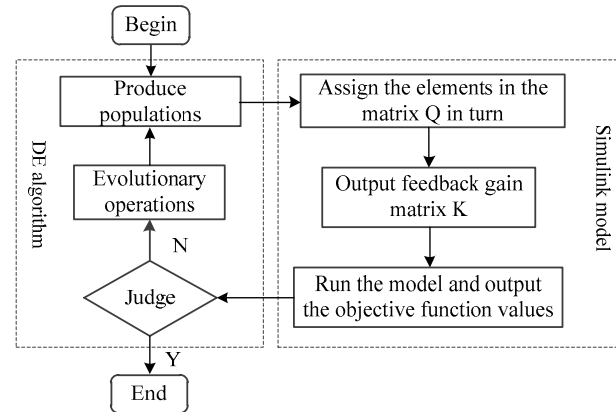 Begin
Produce
populations
Assign the elements in the
matrix Q in turn
Evolutionary
operations
Output feedback gain
matrix K
N
Judge
Run the model and output
the objective function values
Y
End
DE algorithm
Simulink model